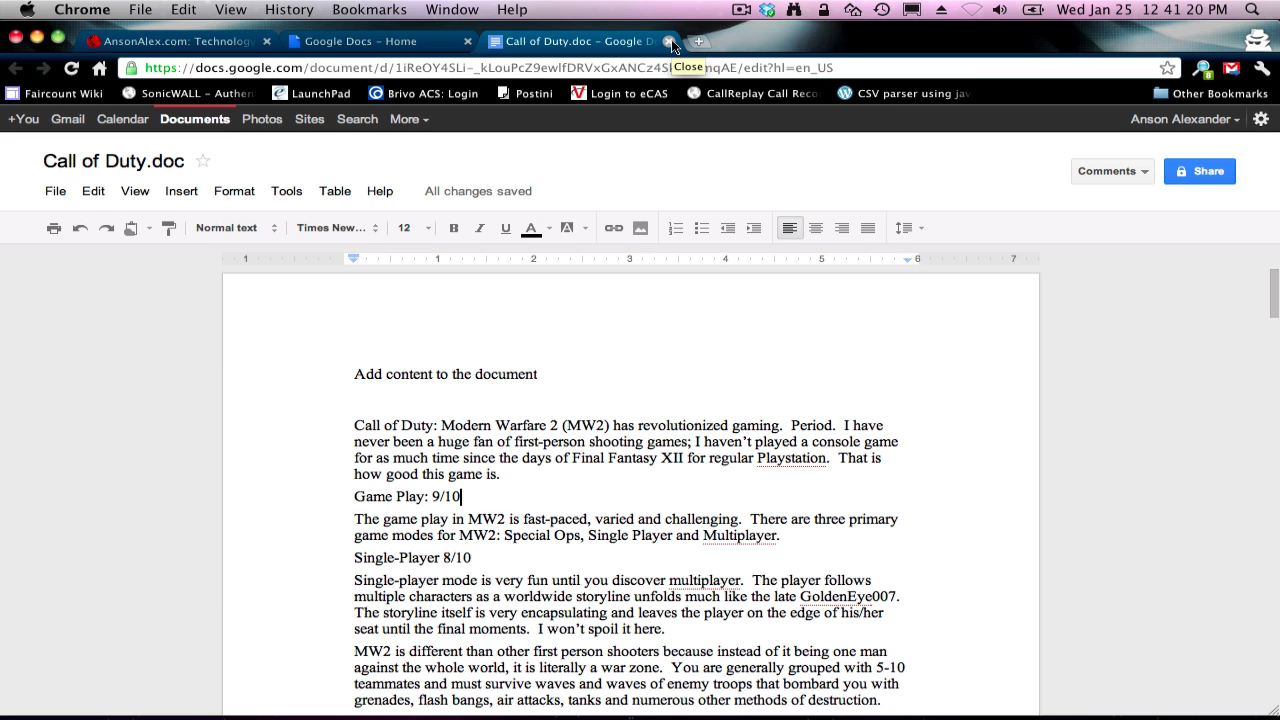 Chrome File Edit View History Bookmarks Window Help Wed Jan 25 12:41:20 PM
AnsonAlex.com: Technology Google Docs - Home Call of Duty.doc - Google D
https://docs.google.com/document/d/ edit?hl=en_US
Close
Faircount Wiki SonicWALL - Authen LaunchPad Brivo ACS: Login Postini Login to eCAS CallReplay Call Reco CSV parser using jav Other Bookmarks
+You Gmail Calendar Documents Photos Sites Search More Anson Alexander
Call of Duty.doc
Comments Share
File Edit View Insert Format Tools Table Help All changes saved
Normal text Times New... 12 B I U A A
1 1 2 3 4 5 6 7
Add content to the document
Call of Duty: Modern Warfare 2 (MW2) has revolutionized gaming. Period. I have
never been a huge fan of first-person shooting games; I haven't played a console game
for as much time since the days of Final Fantasy XII for regular Playstation. That is
how good this game is.
Game Play: 9/10
The game play in MW2 is fast-paced, varied and challenging. There are three primary
game modes for MW2: Special Ops, Single Player and Multiplayer.
Single-Player 8/10
Single-player mode is very fun until you discover multiplayer. The player follows
multiple characters as a worldwide storyline unfolds much like the late GoldenEye007.
The storyline itself is very encapsulating and leaves the player on the edge of his/her
seat until the final moments. I won't spoil it here.
MW2 is different than other first person shooters because instead of it being one man
against the whole world, it is literally a war zone. You are generally grouped with 5-10
teammates and must survive waves and waves of enemy troops that bombard you with
grenades, flash bangs, air attacks, tanks and numerous other methods of destruction.